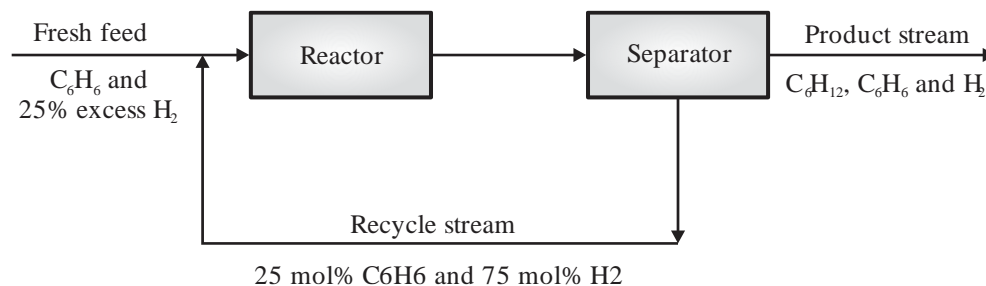 Fresh feed
C₆H₆ and
25% excess H₂
Reactor
Separator
Product stream
C₆H₁₂, C₆H₆ and H₂
Recycle stream
25 mol% C6H6 and 75 mol% H2